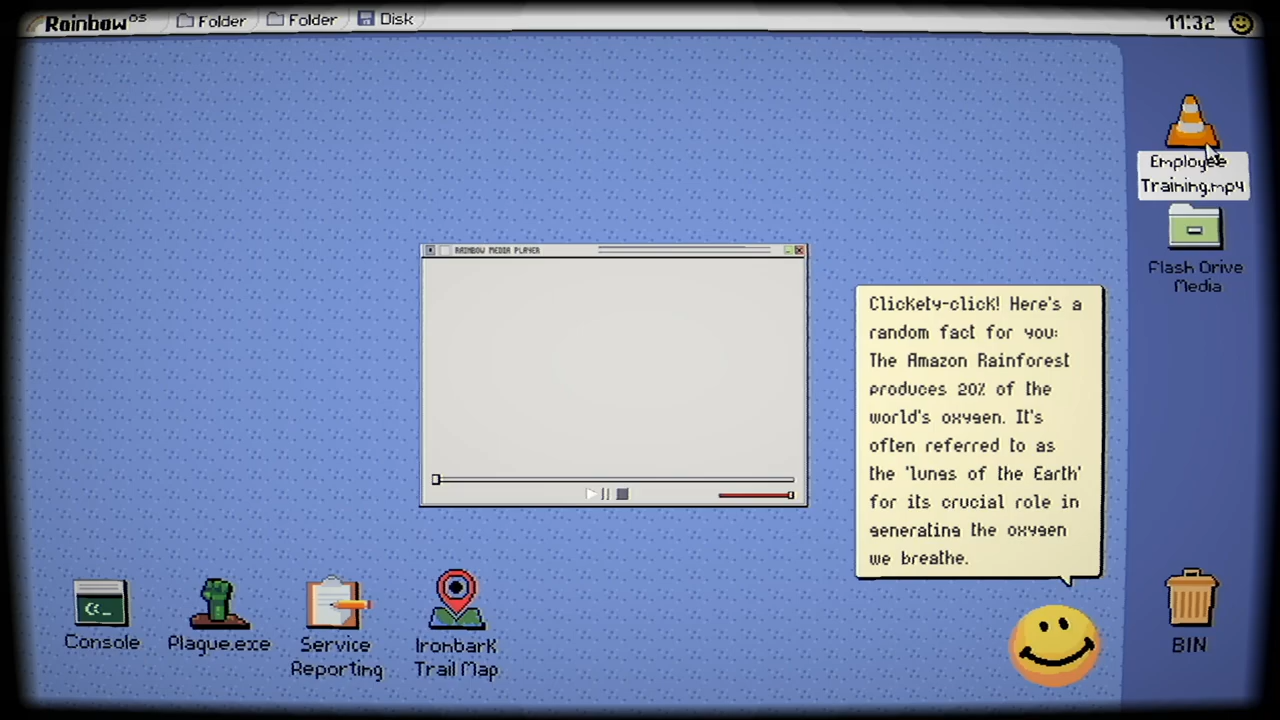 RainbowOS
Folder
Folder
Disk
11:32
Employee
Training.mp4
Flash Drive
Media
RAINBOW MEDIA PLAYER
Clickety-click! Here's a
random fact for you:
The Amazon Rainforest
produces 20% of the
world's oxygen. It's
often referred to as
the 'lungs of the Earth'
for its crucial role in
generating the oxygen
we breathe.
Console
Plague.exe
Service
Reporting
Ironbark
Trail Map
BIN